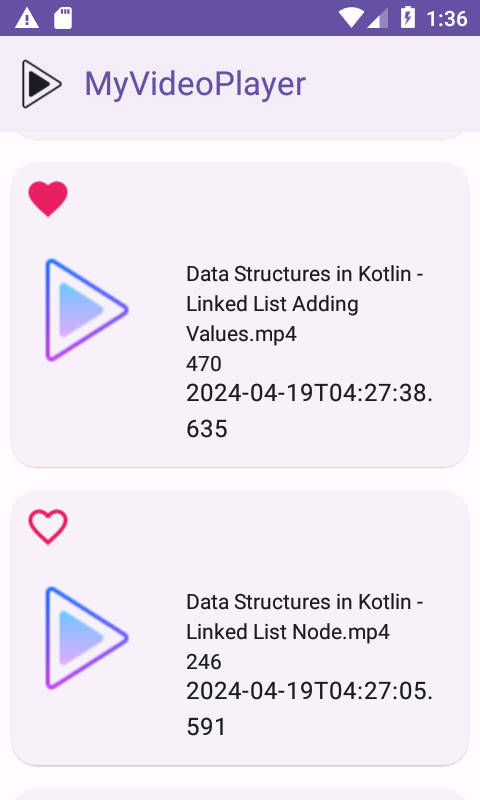 1:36
MyVideoPlayer
Data Structures in Kotlin -
Linked List Adding
Values.mp4
470
2024-04-19T04:27:38.
635
Data Structures in Kotlin -
Linked List Node.mp4
246
2024-04-19T04:27:05.
591